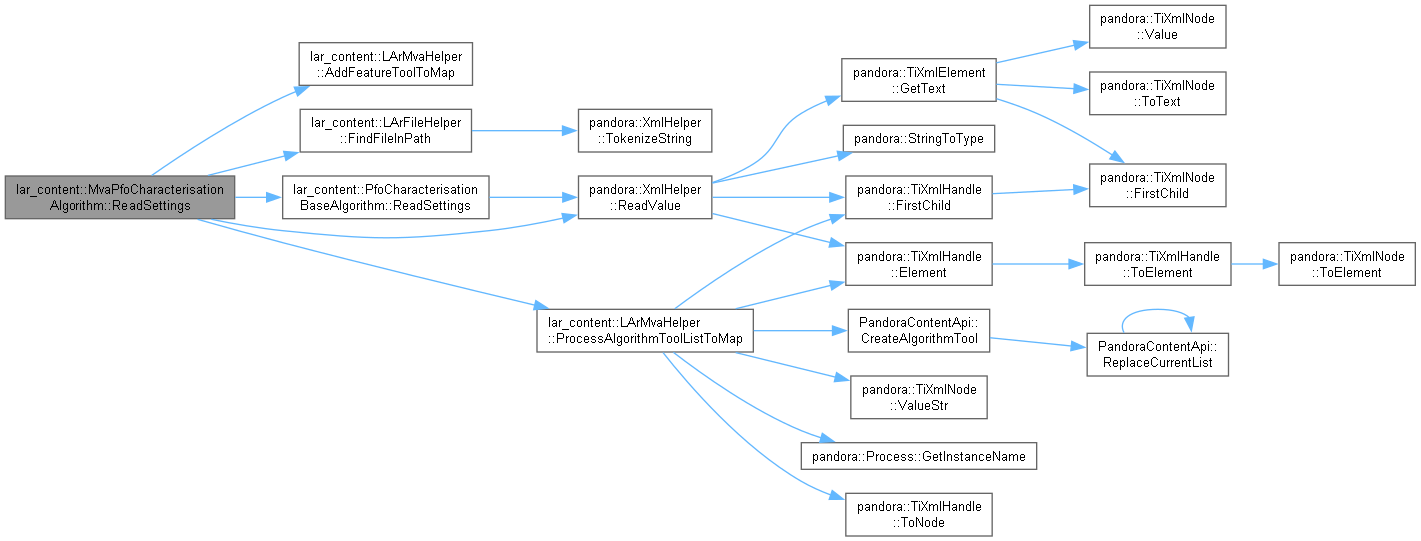 lar_content::MvaPfoCharacterisation
Algorithm::ReadSettings
lar_content::LArMvaHelper
::AddFeatureToolToMap
lar_content::LArFileHelper
::FindFileInPath
lar_content::PfoCharacterisation
BaseAlgorithm::ReadSettings
lar_content::LArMvaHelper
::ProcessAlgorithmToolListToMap
pandora::XmlHelper
::TokenizeString
pandora::XmlHelper
::ReadValue
pandora::TiXmlElement
::GetText
pandora::StringToType
pandora::TiXmlHandle
::FirstChild
pandora::TiXmlHandle
::Element
PandoraContentApi::
CreateAlgorithmTool
pandora::TiXmlNode
::ValueStr
pandora::Process::GetInstanceName
pandora::TiXmlHandle
::ToNode
pandora::TiXmlNode
::Value
pandora::TiXmlNode
::ToText
pandora::TiXmlNode
::FirstChild
pandora::TiXmlHandle
::ToElement
PandoraContentApi::
ReplaceCurrentList
pandora::TiXmlNode
::ToElement